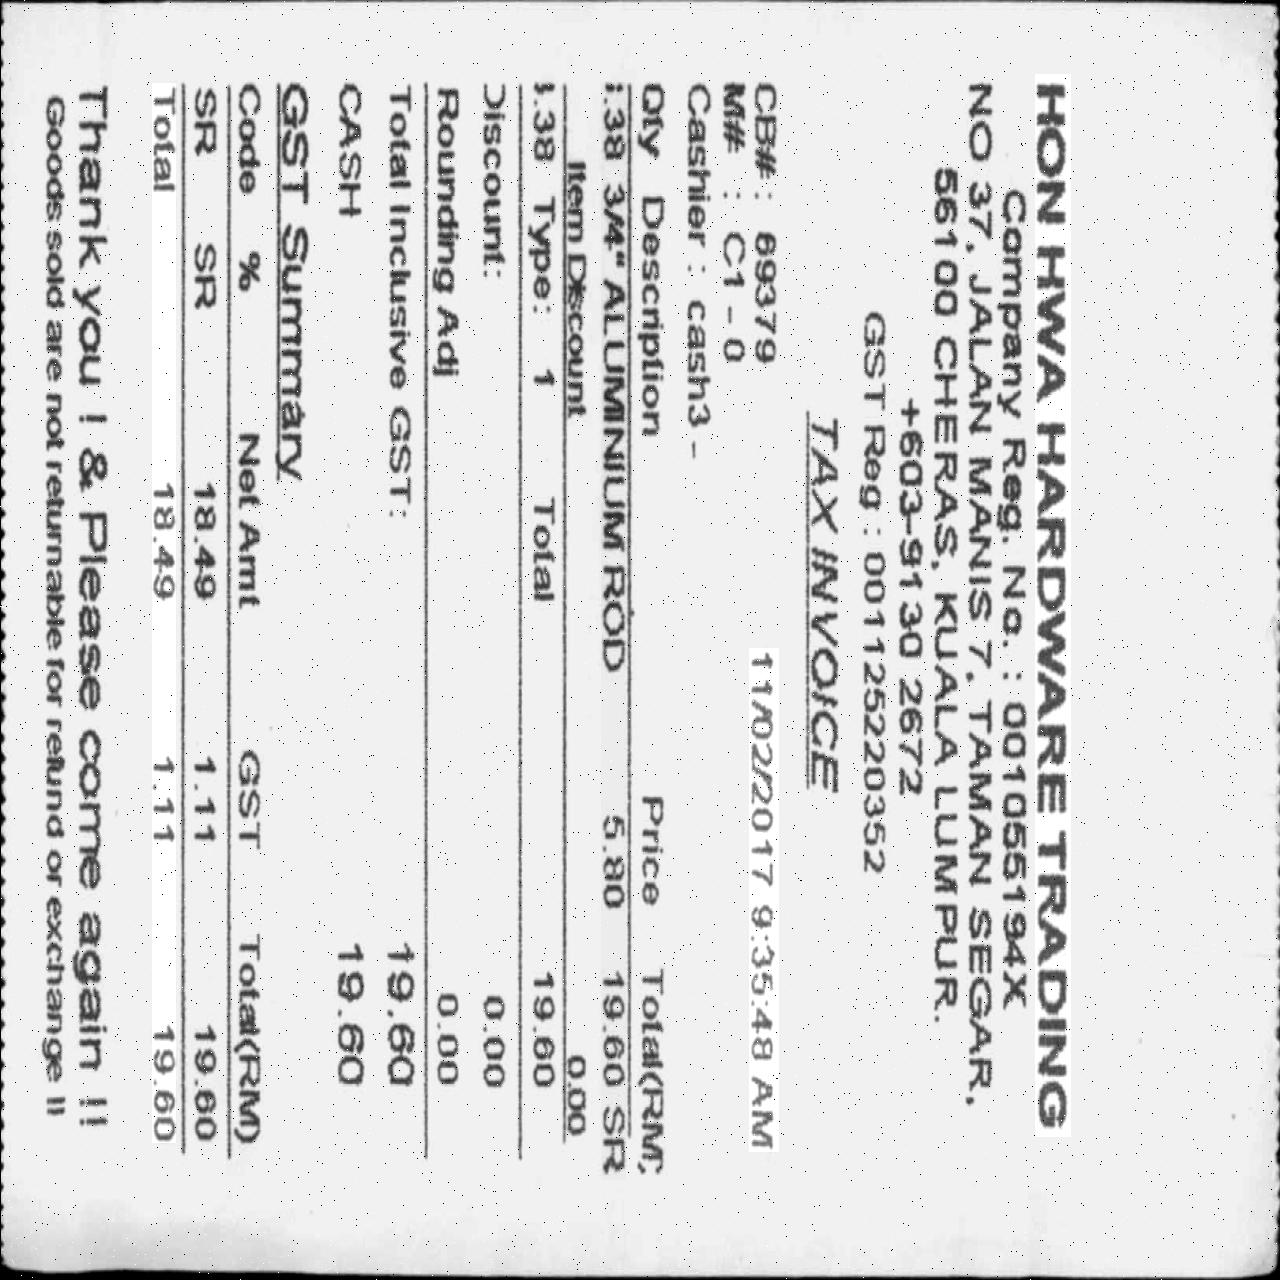 HON HWA HARDWARE TRADING
Company Reg. No. : 001055194X
NO 37, JALAN MANIS 7, TAMAN SEGAR,
56100 CHERAS, KUALA LUMPUR.
+603-9130 2672
GST Reg : 001125220352
TAX INVOICE
CB#: 69379 11/02/2017 9:35:48 AM
M# : C1 - 0
Cashier : cash3 -
Qty Description Price Total(RM)
.38 3/4" ALUMINIUM ROD 5.80 19.60 SR
Item Discount 0.00
.38 Type: 1 Total 19.60
Discount: 0.00
Rounding Adj 0.00
Total Inclusive GST: 19.60
CASH 19.60
GST Summary
Code % Net Amt GST Total(RM)
SR SR 18.49 1.11 19.60
Total 18.49 1.11 19.60
Thank you ! & Please come again !!
Goods sold are not returnable for refund or exchange !!